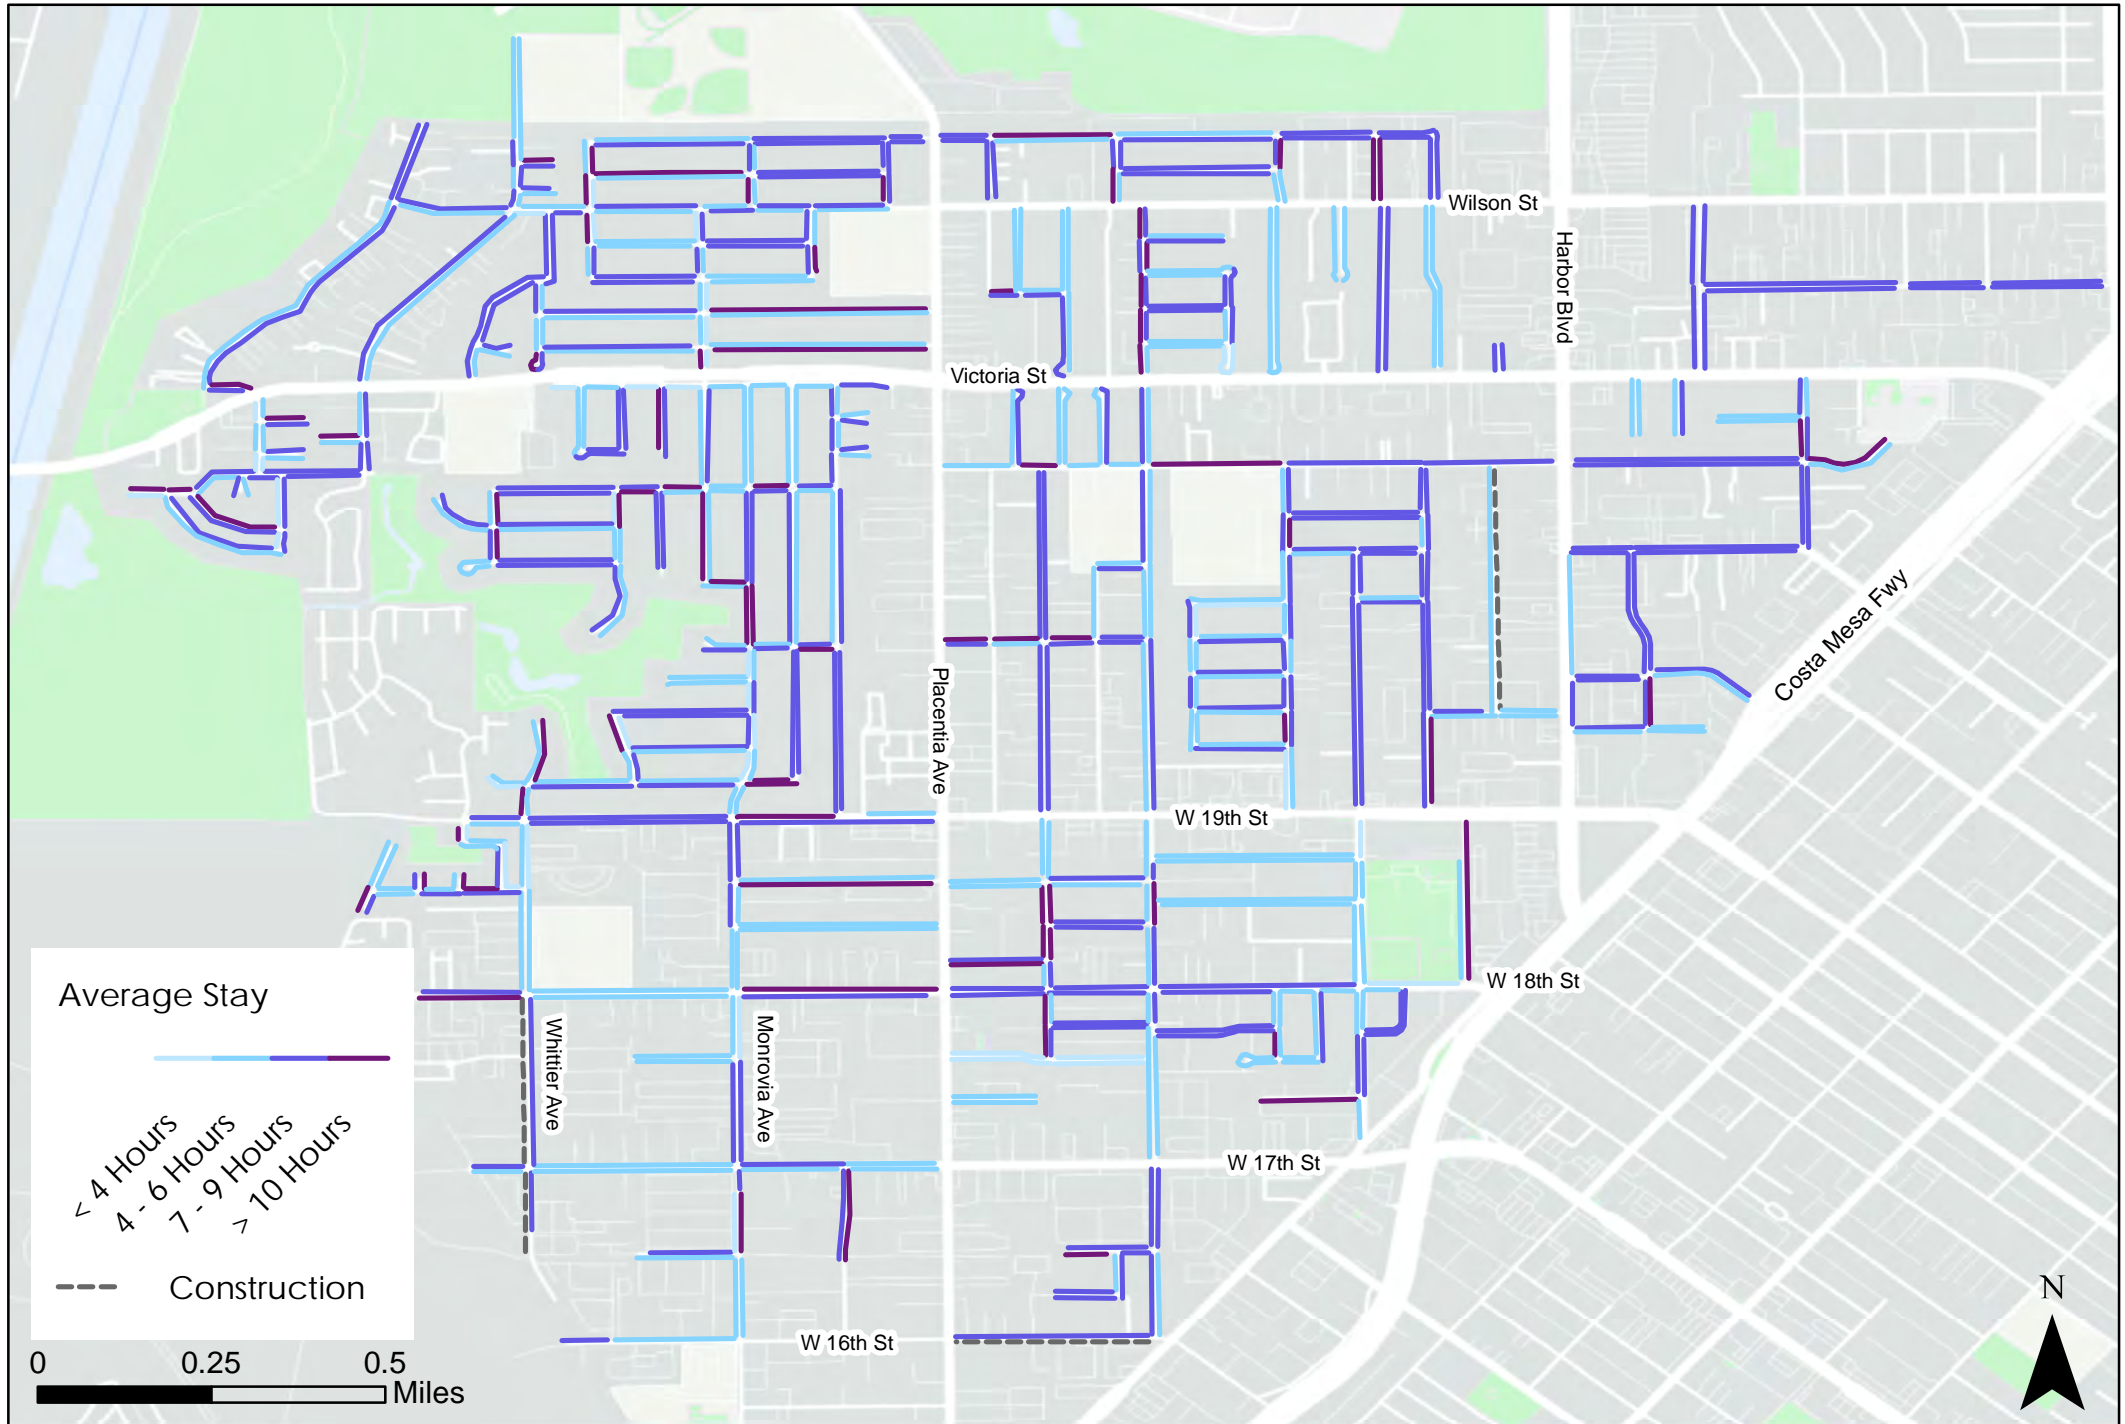 Wilson St
Harbor Blvd
Victoria St
Costa Mesa Fwy
Placentia Ave
W 19th St
W 18th St
Average Stay
Whittier Ave
Monrovia Ave
< 4 Hours
4 - 6 Hours
7 - 9 Hours
> 10 Hours
W 17th St
Construction
N
W 16th St
0 0.25 0.5
Miles